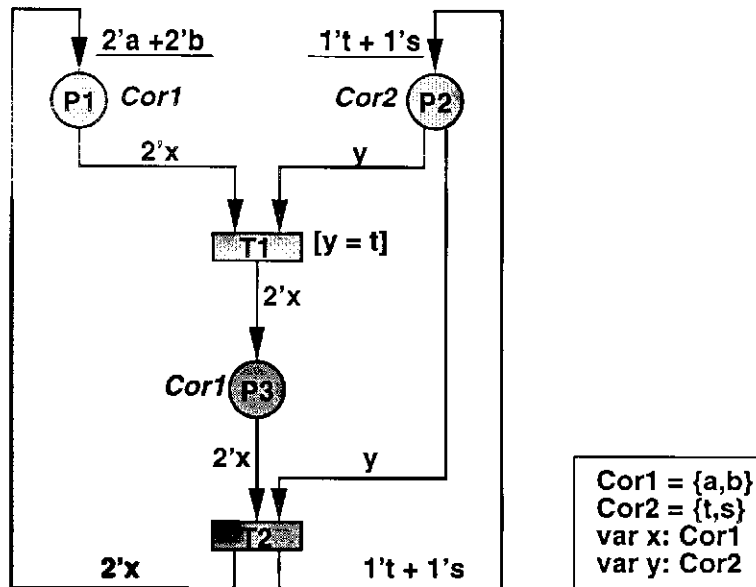 2'a +2'b
1't + 1's
P1 Cor1
Cor2 P2
2'x
y
T1 [y = t]
2'x
Cor1 P3
2'x
y
T2
2'x
1't + 1's
Cor1 = {a,b}
Cor2 = {t,s}
var x: Cor1
var y: Cor2